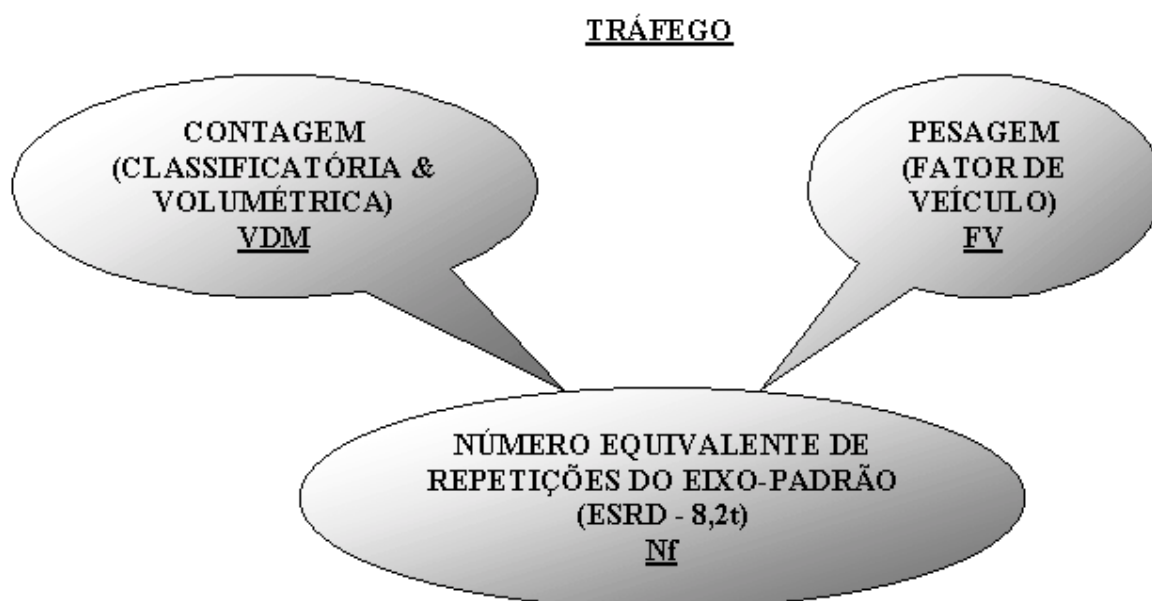 TRÁFEGO
CONTAGEM
(CLASSIFICATÓRIA &
VOLUMÉTRICA)
VDM
PESAGEM
(FATOR DE
VEÍCULO)
FV
NÚMERO EQUIVALENTE DE
REPETIÇÕES DO EIXO-PADRÃO
(ESRD - 8,2t)
Nf